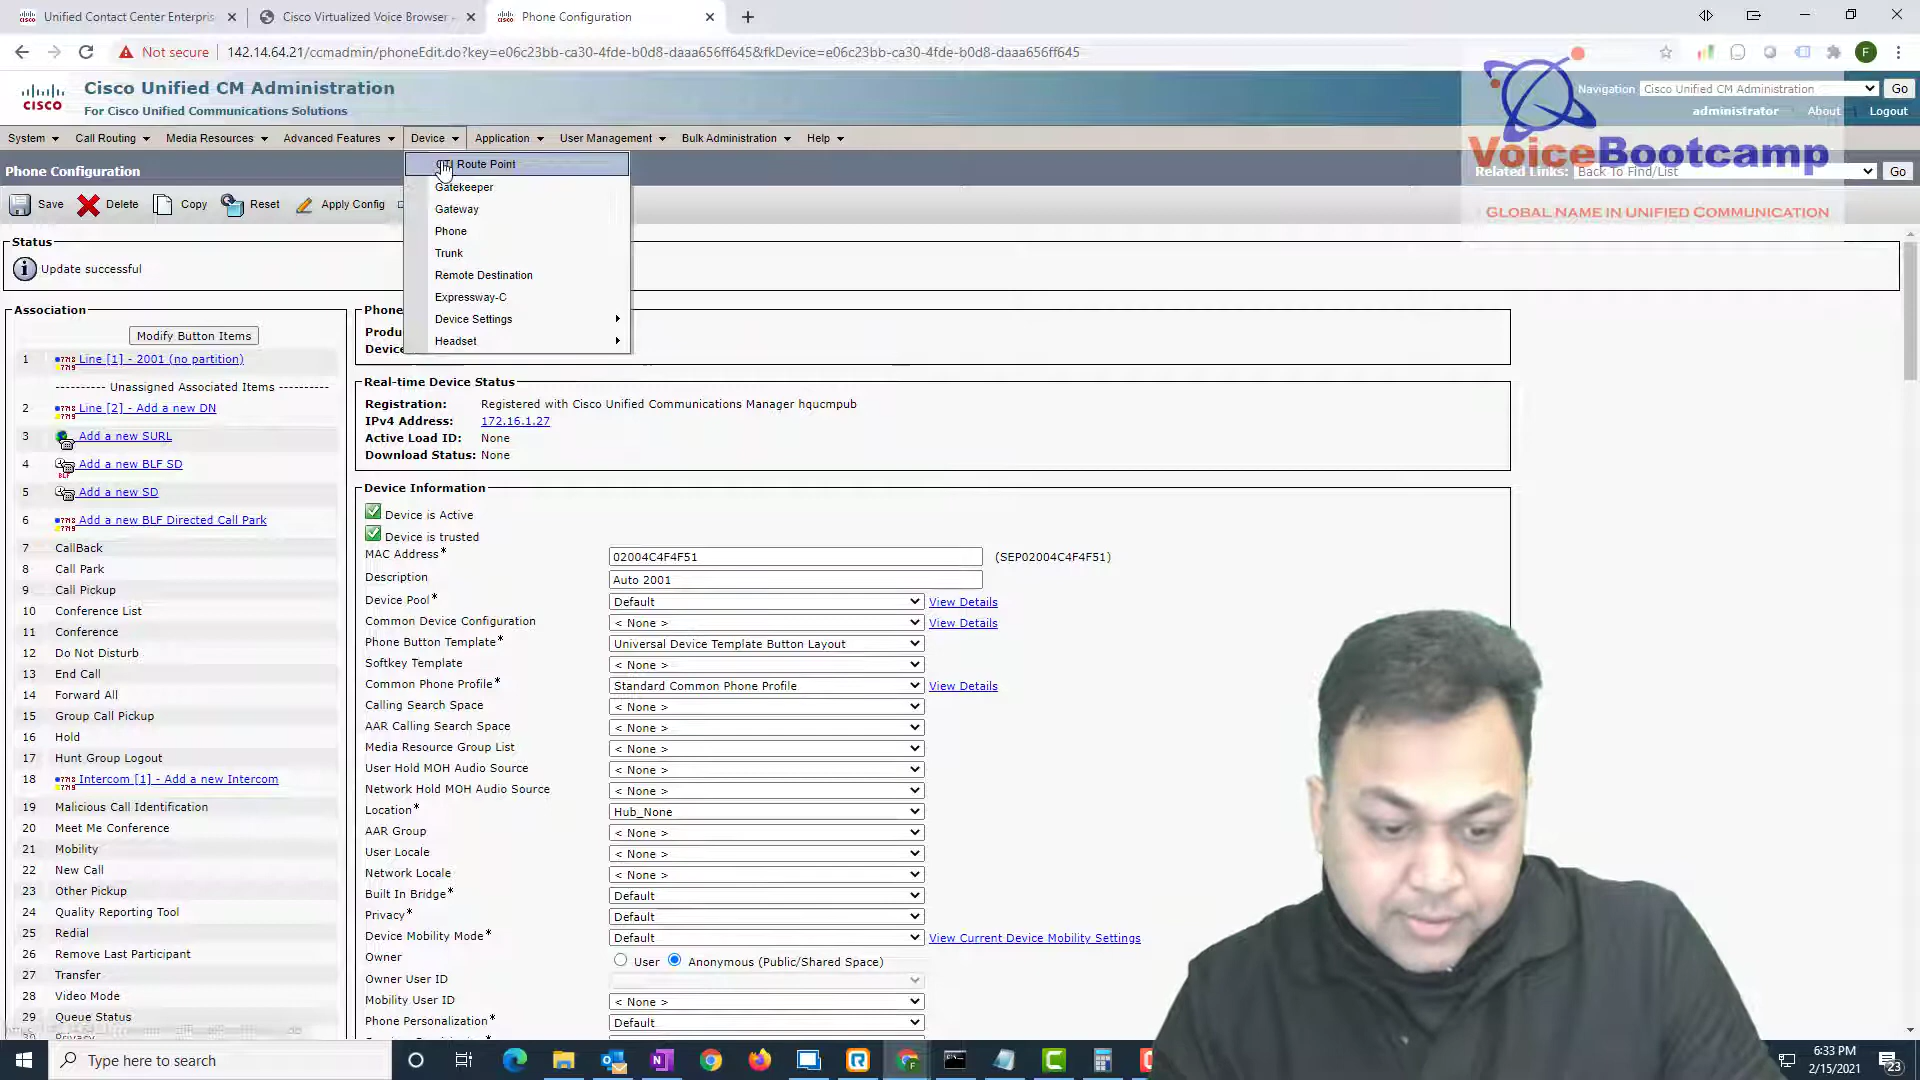 Unified Contact Center Enterpris
Cisco Virtualized Voice Browser
Phone Configuration
Not secure
142.14.64.21/ccmadmin/phoneEdit.do?key=e06c23bb-ca30-4fde-b0d8-daaa656ff645&fkDevice=e06c23bb-ca30-4fde-b0d8-daaa656ff645
F
CISCO
Cisco Unified CM Administration
For Cisco Unified Communications Solutions
Navigation Cisco Unified CM Administration Go
administrator About Logout
System Call Routing Media Resources Advanced Features Device Application User Management Bulk Administration Help
VoiceBootcamp
GLOBAL NAME IN UNIFIED COMMUNICATION
Phone Configuration
Related Links: Back To Find/List Go
Save Delete Copy Reset Apply Config
Route Point
Gatekeeper
Gateway
Phone
Trunk
Remote Destination
Expressway-C
Device Settings
Headset
Status
Update successful
Association
Modify Button Items
1 Line [1] - 2001 (no partition)
---------- Unassigned Associated Items ----------
2 Line [2] - Add a new DN
3 Add a new SURL
4 Add a new BLF SD
5 Add a new SD
6 Add a new BLF Directed Call Park
7 CallBack
8 Call Park
9 Call Pickup
10 Conference List
11 Conference
12 Do Not Disturb
13 End Call
14 Forward All
15 Group Call Pickup
16 Hold
17 Hunt Group Logout
18 Intercom [1] - Add a new Intercom
19 Malicious Call Identification
20 Meet Me Conference
21 Mobility
22 New Call
23 Other Pickup
24 Quality Reporting Tool
25 Redial
26 Remove Last Participant
27 Transfer
28 Video Mode
29 Queue Status
Phone
Produ
Device
Real-time Device Status
Registration: Registered with Cisco Unified Communications Manager hqucmpub
IPv4 Address: 172.16.1.27
Active Load ID: None
Download Status: None
Device Information
Device is Active
Device is trusted
MAC Address* 02004C4F4F51 (SEP02004C4F4F51)
Description Auto 2001
Device Pool* Default View Details
Common Device Configuration < None > View Details
Phone Button Template* Universal Device Template Button Layout
Softkey Template < None >
Common Phone Profile* Standard Common Phone Profile View Details
Calling Search Space < None >
AAR Calling Search Space < None >
Media Resource Group List < None >
User Hold MOH Audio Source < None >
Network Hold MOH Audio Source < None >
Location* Hub_None
AAR Group < None >
User Locale < None >
Network Locale < None >
Built In Bridge* Default
Privacy* Default
Device Mobility Mode* Default View Current Device Mobility Settings
Owner User Anonymous (Public/Shared Space)
Owner User ID
Mobility User ID < None >
Phone Personalization* Default
Type here to search
6:33 PM
2/15/2021
23